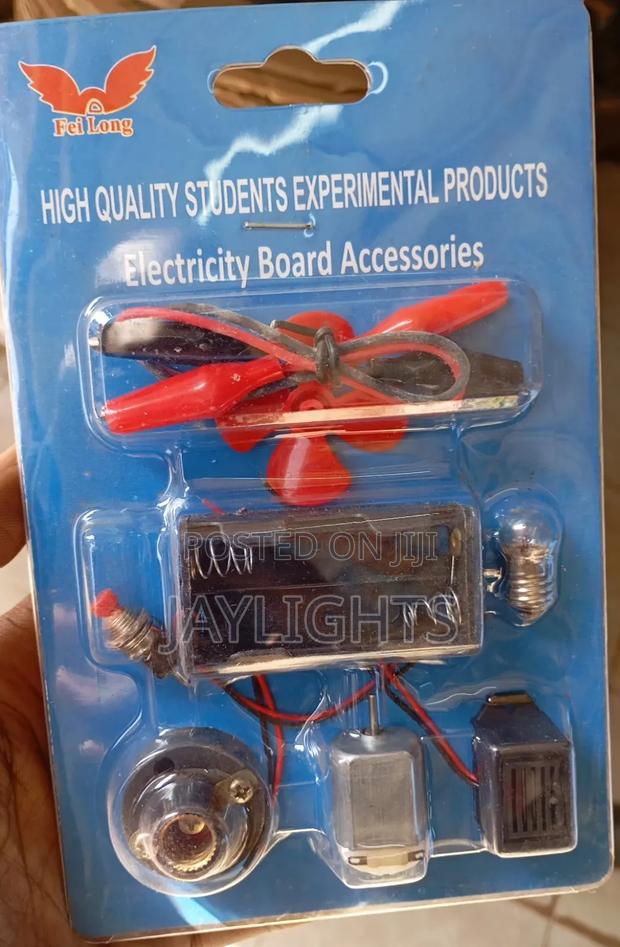 Fei Long
HIGH QUALITY STUDENTS EXPERIMENTAL PRODUCTS
Electricity Board Accessories
POSTED ON JIJI
JAYLIGHTS